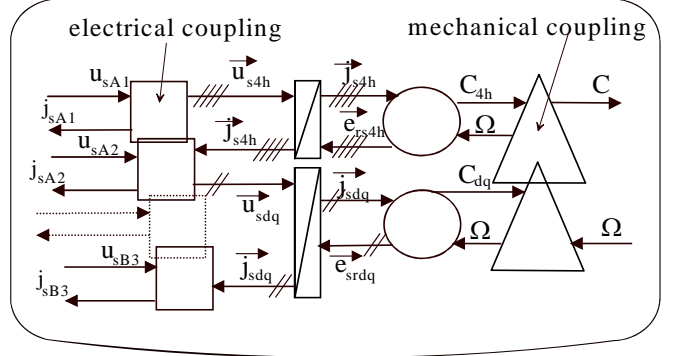 electrical coupling
mechanical coupling
u_sA1
u_s4h
j_s4h
C_4h
C
j_sA1
u_sA2
j_s4h
e_rs4h
Ω
j_sA2
u_sdq
j_sdq
C_dq
u_sB3
j_sdq
e_srdq
Ω
Ω
j_sB3